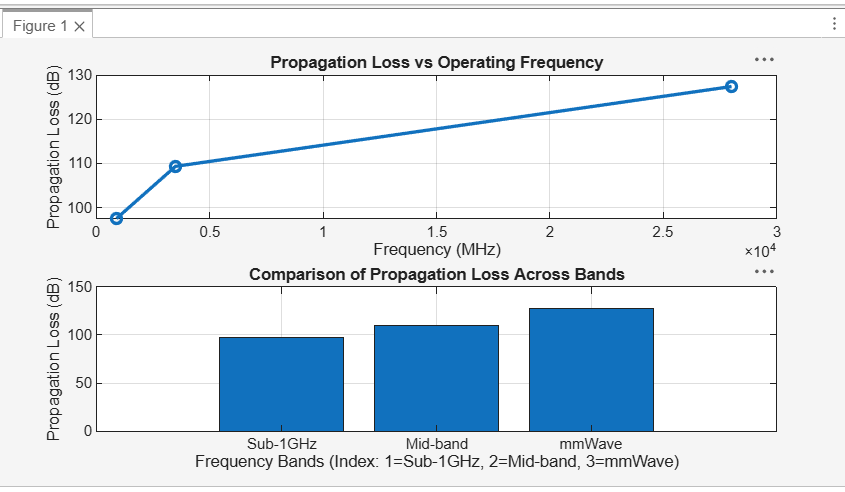 Figure 1 ×
Propagation Loss vs Operating Frequency
Propagation Loss (dB)
130
120
110
100
0 0.5 1 1.5 2 2.5 3
Frequency (MHz)
×10⁴
Comparison of Propagation Loss Across Bands
Propagation Loss (dB)
150
100
50
0
Sub-1GHz Mid-band mmWave
Frequency Bands (Index: 1=Sub-1GHz, 2=Mid-band, 3=mmWave)